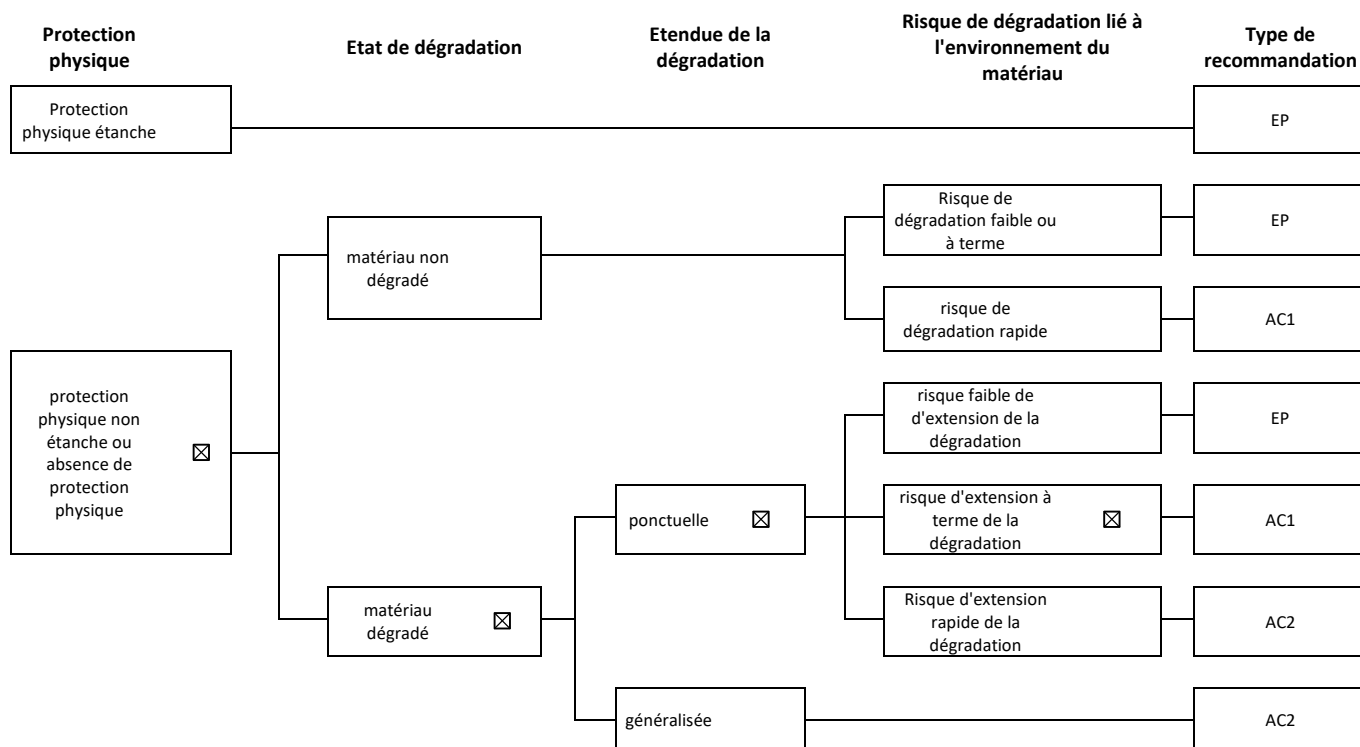 Protection
physique
Etat de dégradation
Etendue de la
dégradation
Risque de dégradation lié à
l'environnement du
matériau
Type de
recommandation
Protection
physique étanche
EP
matériau non
dégradé
Risque de
dégradation faible ou
à terme
EP
risque de
dégradation rapide
AC1
protection
physique non
étanche ou
absence de
protection
physique
☒
risque faible de
d'extension de la
dégradation
EP
ponctuelle ☒
risque d'extension à
terme de la
dégradation
☒
AC1
matériau
dégradé
☒
Risque d'extension
rapide de la
dégradation
AC2
généralisée
AC2